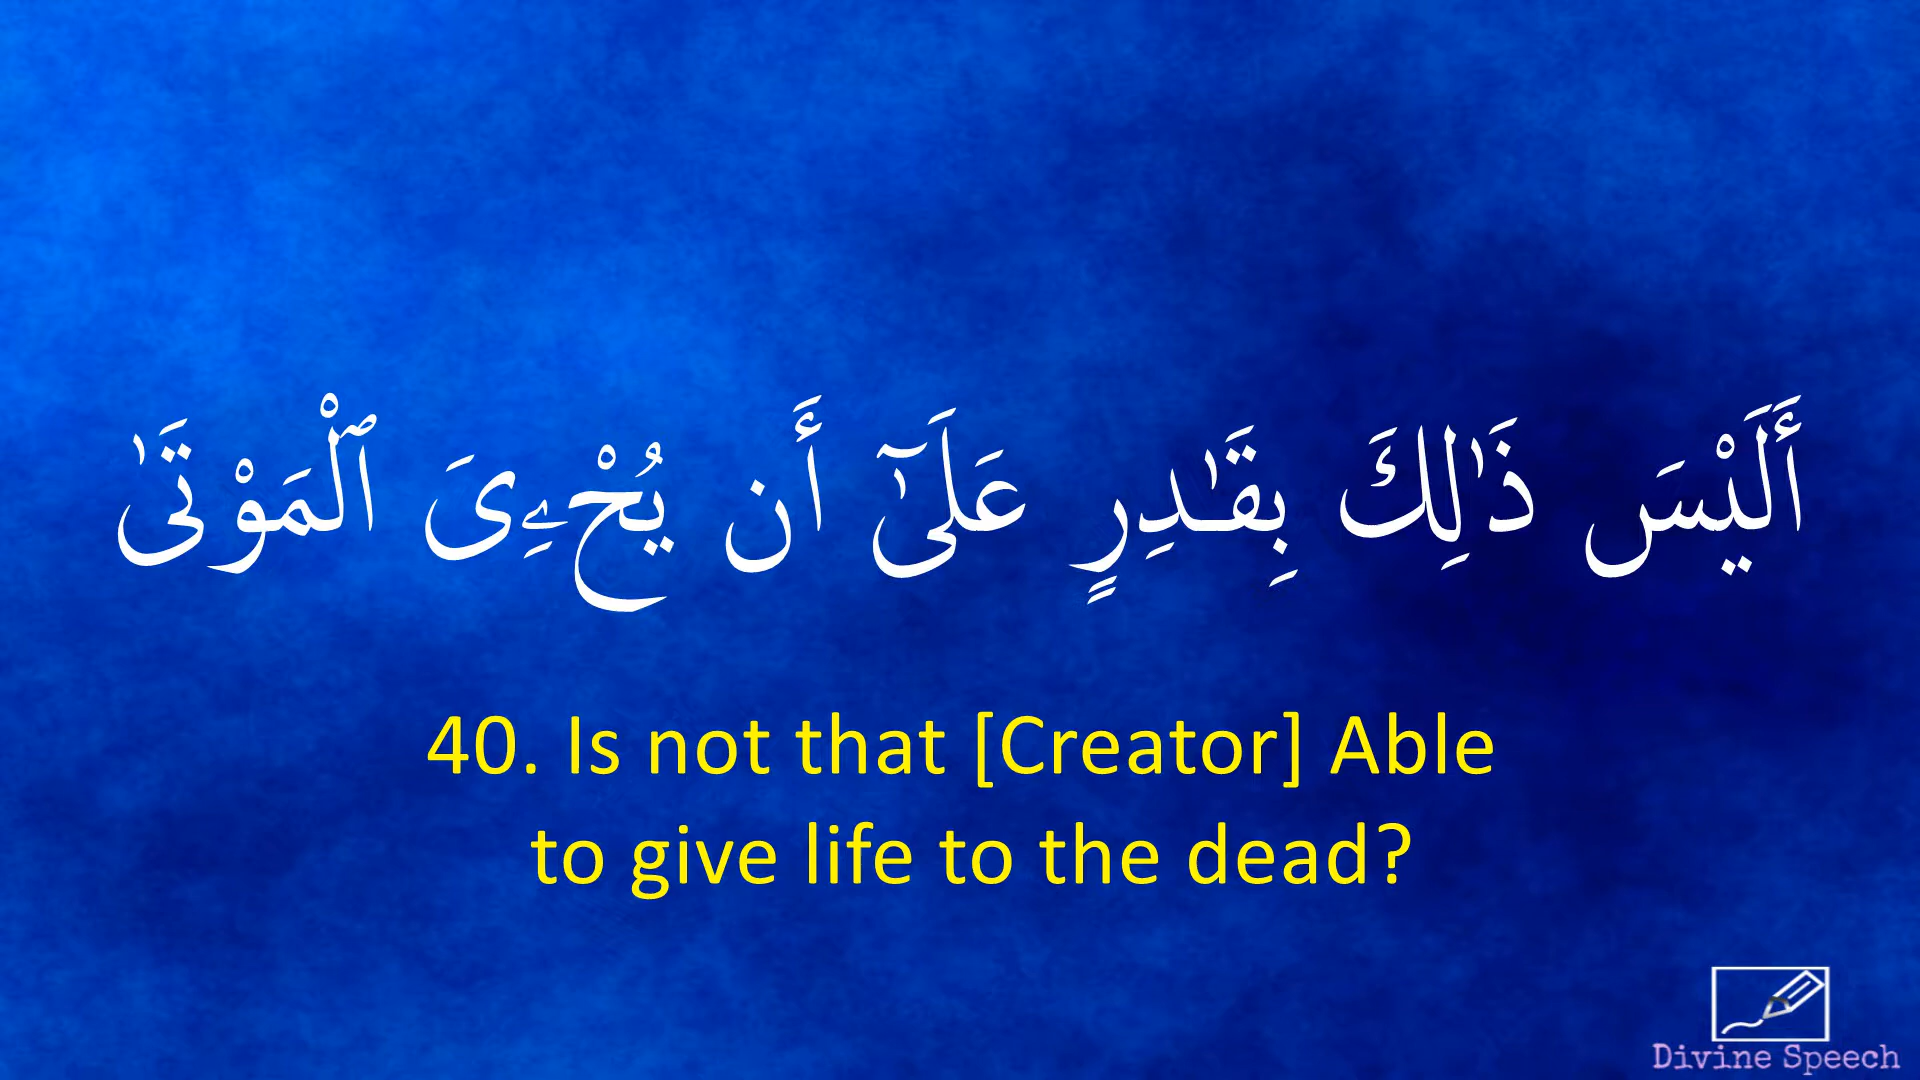 أَلَيْسَ ذَٰلِكَ بِقَـٰدِرٍ عَلَىٰٓ أَن يُحْـِۧىَ ٱلْمَوْتَىٰ
40. Is not that [Creator] Able
to give life to the dead?
Divine Speech